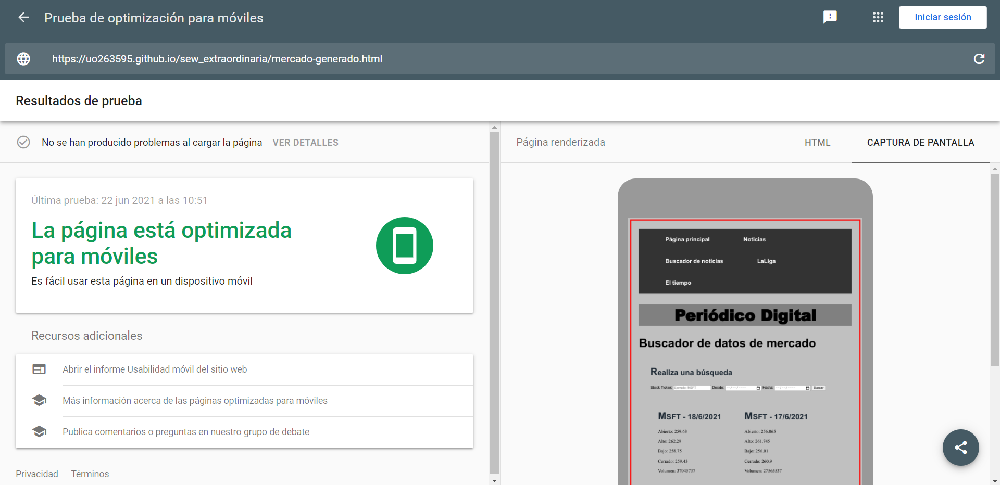 Prueba de optimización para móviles
Iniciar sesión
https://uo263595.github.io/sew_extraordinaria/mercado-generado.html
Resultados de prueba
No se han producido problemas al cargar la página VER DETALLES
Última prueba: 22 jun 2021 a las 10:51
La página está optimizada
para móviles
Es fácil usar esta página en un dispositivo móvil
Recursos adicionales
Abrir el informe Usabilidad móvil del sitio web
Más información acerca de las páginas optimizadas para móviles
Publica comentarios o preguntas en nuestro grupo de debate
Privacidad Términos
Página renderizada HTML CAPTURA DE PANTALLA
Página principal Noticias
Buscador de noticias LaLiga
El tiempo
Periódico Digital
Buscador de datos de mercado
Realiza una búsqueda
Stock Ticker: Ejemplo: MSFT Desde: --/--/---- Hasta: --/--/---- Buscar
MSFT - 18/6/2021 MSFT - 17/6/2021
Abierto: 259.63 Abierto: 256.065
Alto: 262.29 Alto: 261.745
Bajo: 258.75 Bajo: 256.01
Cerrado: 259.43 Cerrado: 260.9
Volumen: 37045737 Volumen: 27565537